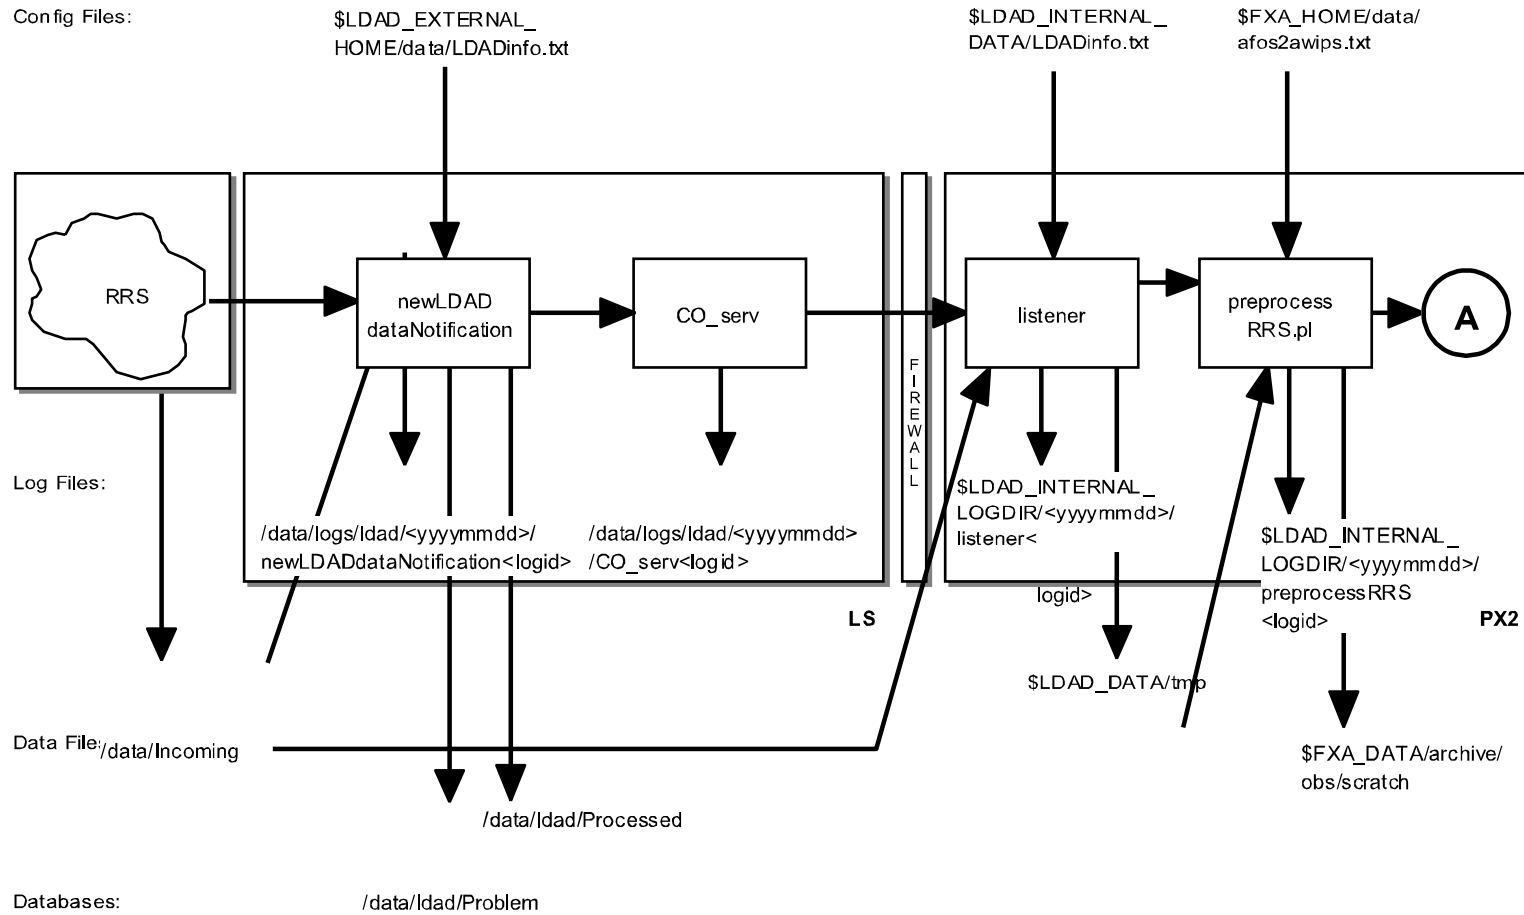 Config Files:
$LDAD_EXTERNAL_
HOME/data/LDADinfo.txt
$LDAD_INTERNAL_
DATA/LDADinfo.txt
$FXA_HOME/data/
afos2awips.txt
RRS
newLDAD
dataNotification
CO_serv
listener
preprocess
RRS.pl
A
FIREWALL
Log Files:
/data/logs/ldad/<yyyymmdd>/
newLDADdataNotification<logid>
/data/logs/ldad/<yyyymmdd>
/CO_serv<logid>
$LDAD_INTERNAL_
LOGDIR/<yyyymmdd>/
listener<
logid>
$LDAD_INTERNAL_
LOGDIR/<yyyymmdd>/
preprocessRRS
<logid>
LS
PX2
$LDAD_DATA/tmp
Data File
/data/Incoming
$FXA_DATA/archive/
obs/scratch
/data/ldad/Processed
Databases:
/data/ldad/Problem